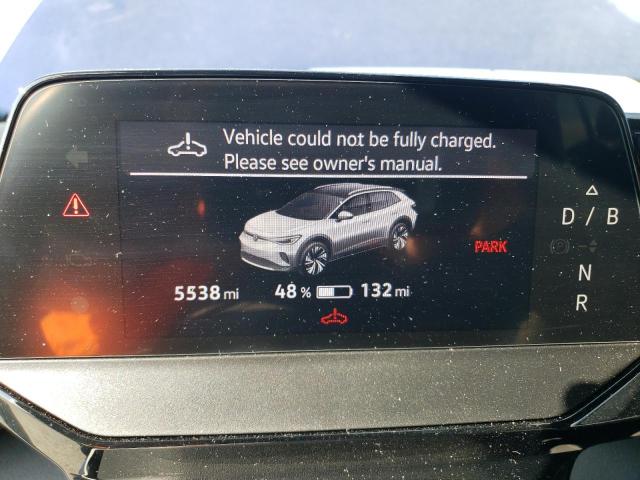 Vehicle could not be fully charged.
Please see owner's manual.
D / B
PARK
N
5538 mi 48 % 132 mi
R